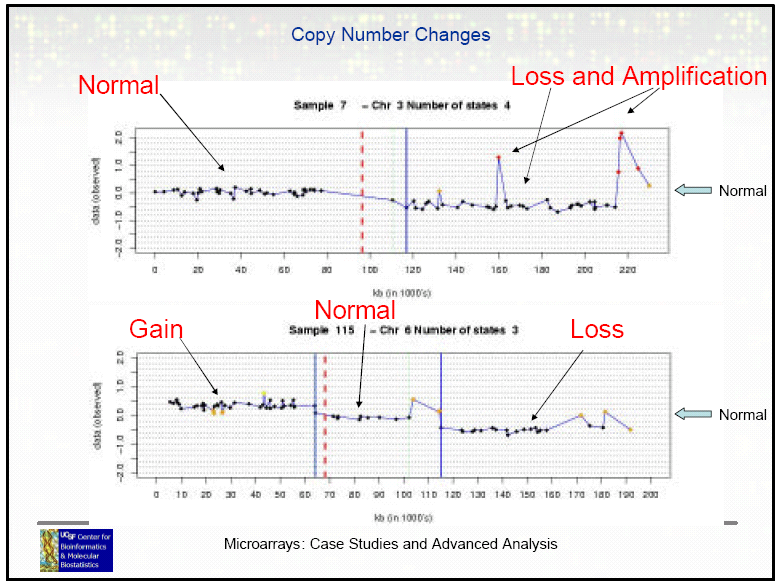 Copy Number Changes
Normal
Loss and Amplification
Sample 7 – Chr 3 Number of states 4
data (observed)
2.0
1.0
0.0
-1.0
-2.0
Normal
0 20 40 60 80 100 120 140 160 180 200 220
kb (in 1000's)
Gain
Normal
Loss
Sample 115 – Chr 6 Number of states 3
data (observed)
2.0
1.0
0.0
-1.0
-2.0
Normal
0 10 20 30 40 50 60 70 80 90 100 110 120 130 140 150 160 170 180 190 200
kb (in 1000's)
UCSF Center for
Bioinformatics
& Molecular
Biostatistics
Microarrays: Case Studies and Advanced Analysis